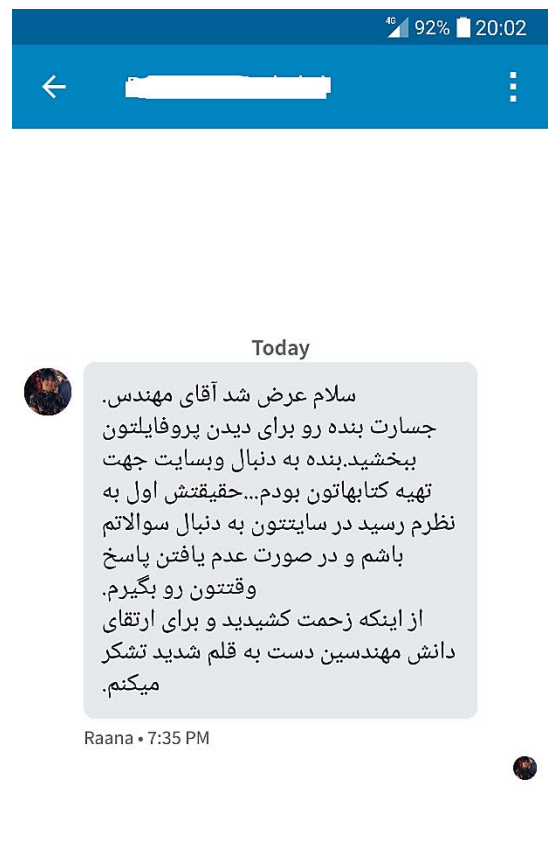 4G 92% 20:02
Today
سلام عرض شد آقای مهندس.
جسارت بنده رو برای دیدن پروفایلتون
ببخشید.بنده به دنبال وبسایت جهت
تهیه کتابهاتون بودم...حقیقتش اول به
نظرم رسید در سایتتون به دنبال سوالاتم
باشم و در صورت عدم یافتن پاسخ
وقتتون رو بگیرم.
از اینکه زحمت کشیدید و برای ارتقای
دانش مهندسین دست به قلم شدید تشکر
میکنم.
Raana • 7:35 PM